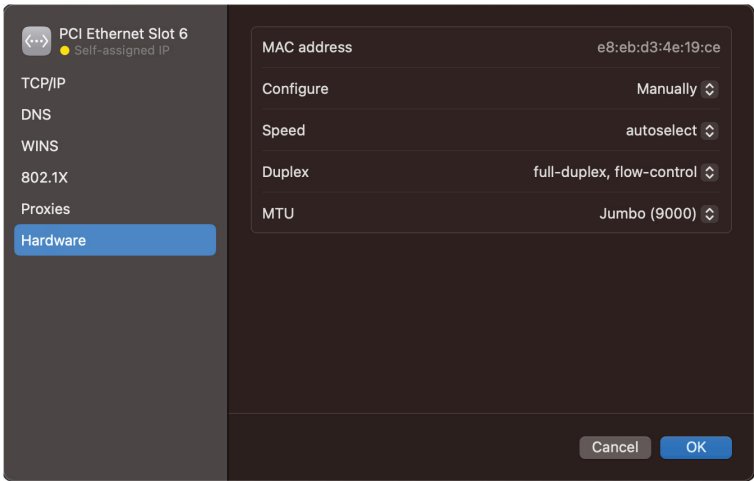 PCI Ethernet Slot 6
Self-assigned IP
TCP/IP
DNS
WINS
802.1X
Proxies
Hardware
MAC address e8:eb:d3:4e:19:ce
Configure Manually
Speed autoselect
Duplex full-duplex, flow-control
MTU Jumbo (9000)
Cancel OK